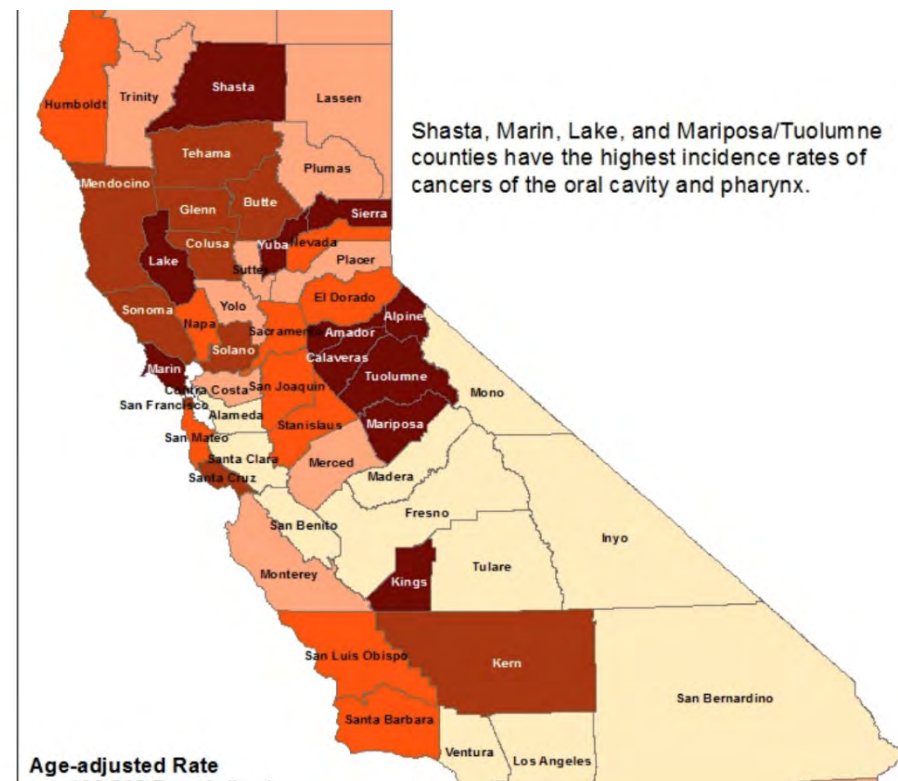 Shasta
Humboldt
Trinity
Lassen
Shasta, Marin, Lake, and Mariposa/Tuolumne
counties have the highest incidence rates of
cancers of the oral cavity and pharynx.
Tehama
Plumas
Mendocino
Butte
Glenn
Sierra
Colusa
Yuba
Nevada
Lake
Sutter
Placer
El Dorado
Yolo
Sonoma
Napa
Alpine
Sacramento
Amador
Solano
Calaveras
Marin
Tuolumne
Contra Costa
San Joaquin
Mono
San Francisco
Alameda
Stanislaus
Mariposa
San Mateo
Santa Clara
Merced
Santa Cruz
Madera
Fresno
San Benito
Inyo
Tulare
Monterey
Kings
San Luis Obispo
Kern
San Bernardino
Santa Barbara
Ventura
Los Angeles
Age-adjusted Rate